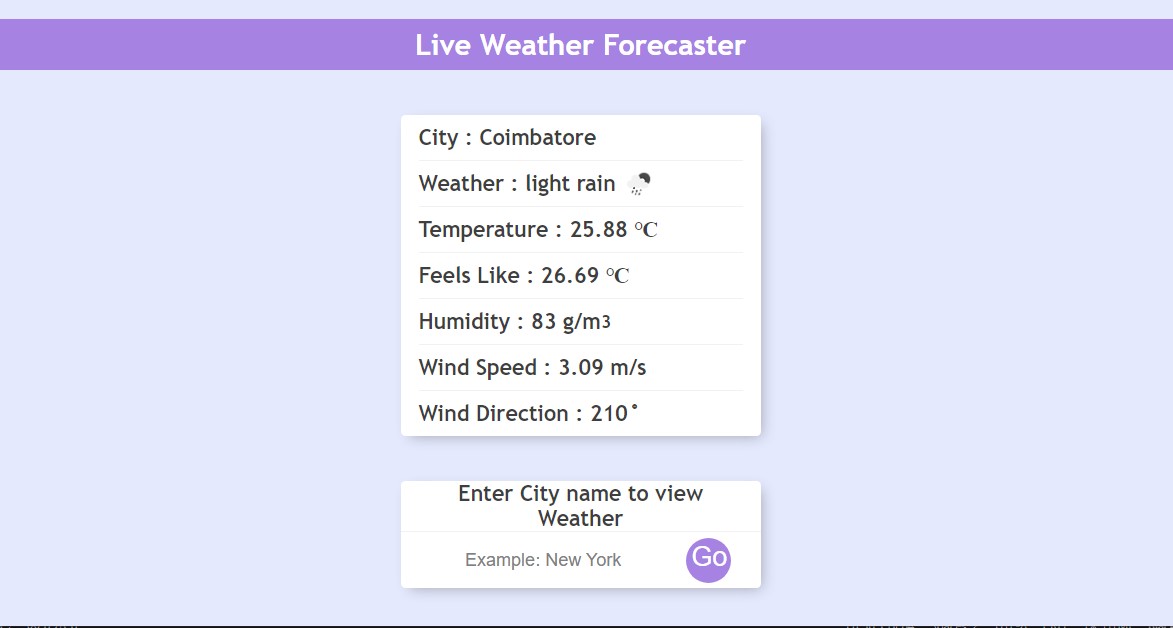 Live Weather Forecaster
City : Coimbatore
Weather : light rain
Temperature : 25.88 °C
Feels Like : 26.69 °C
Humidity : 83 g/m3
Wind Speed : 3.09 m/s
Wind Direction : 210˚
Enter City name to view
Weather
Example: New York Go